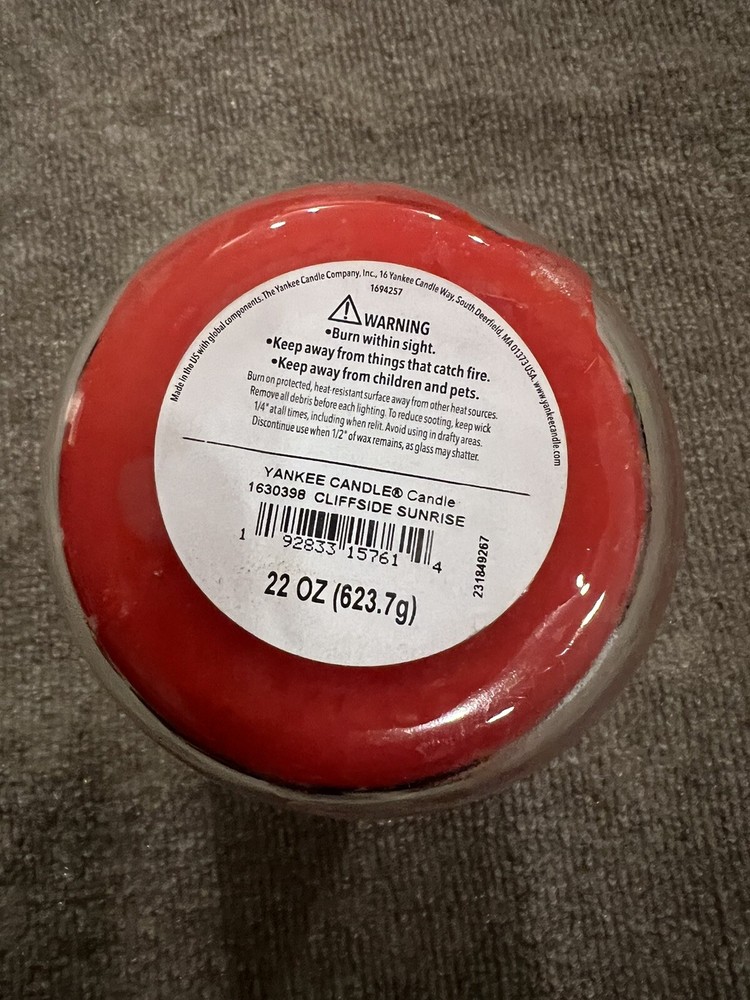 Made in the US with global components. The Yankee Candle Company, Inc., 16 Yankee Candle Way, South Deerfield, MA 01373 USA. www.yankeecandle.com
1694257
WARNING
•Burn within sight.
•Keep away from things that catch fire.
•Keep away from children and pets.
Burn on protected, heat-resistant surface away from other heat sources.
Remove all debris before each lighting. To reduce sooting, keep wick
1/4" at all times, including when relit. Avoid using in drafty areas.
Discontinue use when 1/2" of wax remains, as glass may shatter.
YANKEE CANDLE® Candle
1630398 CLIFFSIDE SUNRISE
1 92833 15761 4
231849267
22 OZ (623.7g)